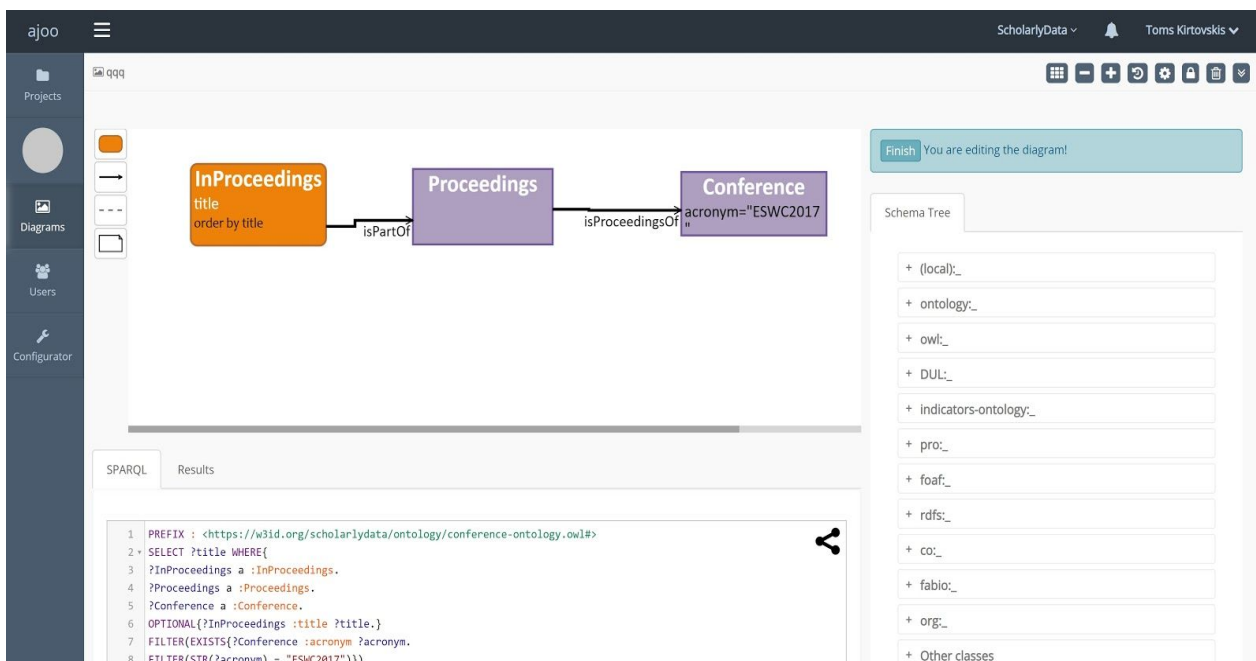 ajoo
ScholarlyData
Toms Kirtovskis
Projects
Diagrams
Users
Configurator
qqq
InProceedings
title
order by title
isPartOf
Proceedings
isProceedingsOf
Conference
acronym="ESWC2017
"
Finish You are editing the diagram!
Schema Tree
+ (local):_
+ ontology:_
+ owl:_
+ DUL:_
+ indicators-ontology:_
+ pro:_
+ foaf:_
+ rdfs:_
+ co:_
+ fabio:_
+ org:_
+ Other classes
SPARQL Results
1 PREFIX : <https://w3id.org/scholarlydata/ontology/conference-ontology.owl#>
2 SELECT ?title WHERE{
3 ?InProceedings a :InProceedings.
4 ?Proceedings a :Proceedings.
5 ?Conference a :Conference.
6 OPTIONAL{?InProceedings :title ?title.}
7 FILTER(EXISTS{?Conference :acronym ?acronym.
8 FILTER(STR(?acronym) = "ESWC2017")})